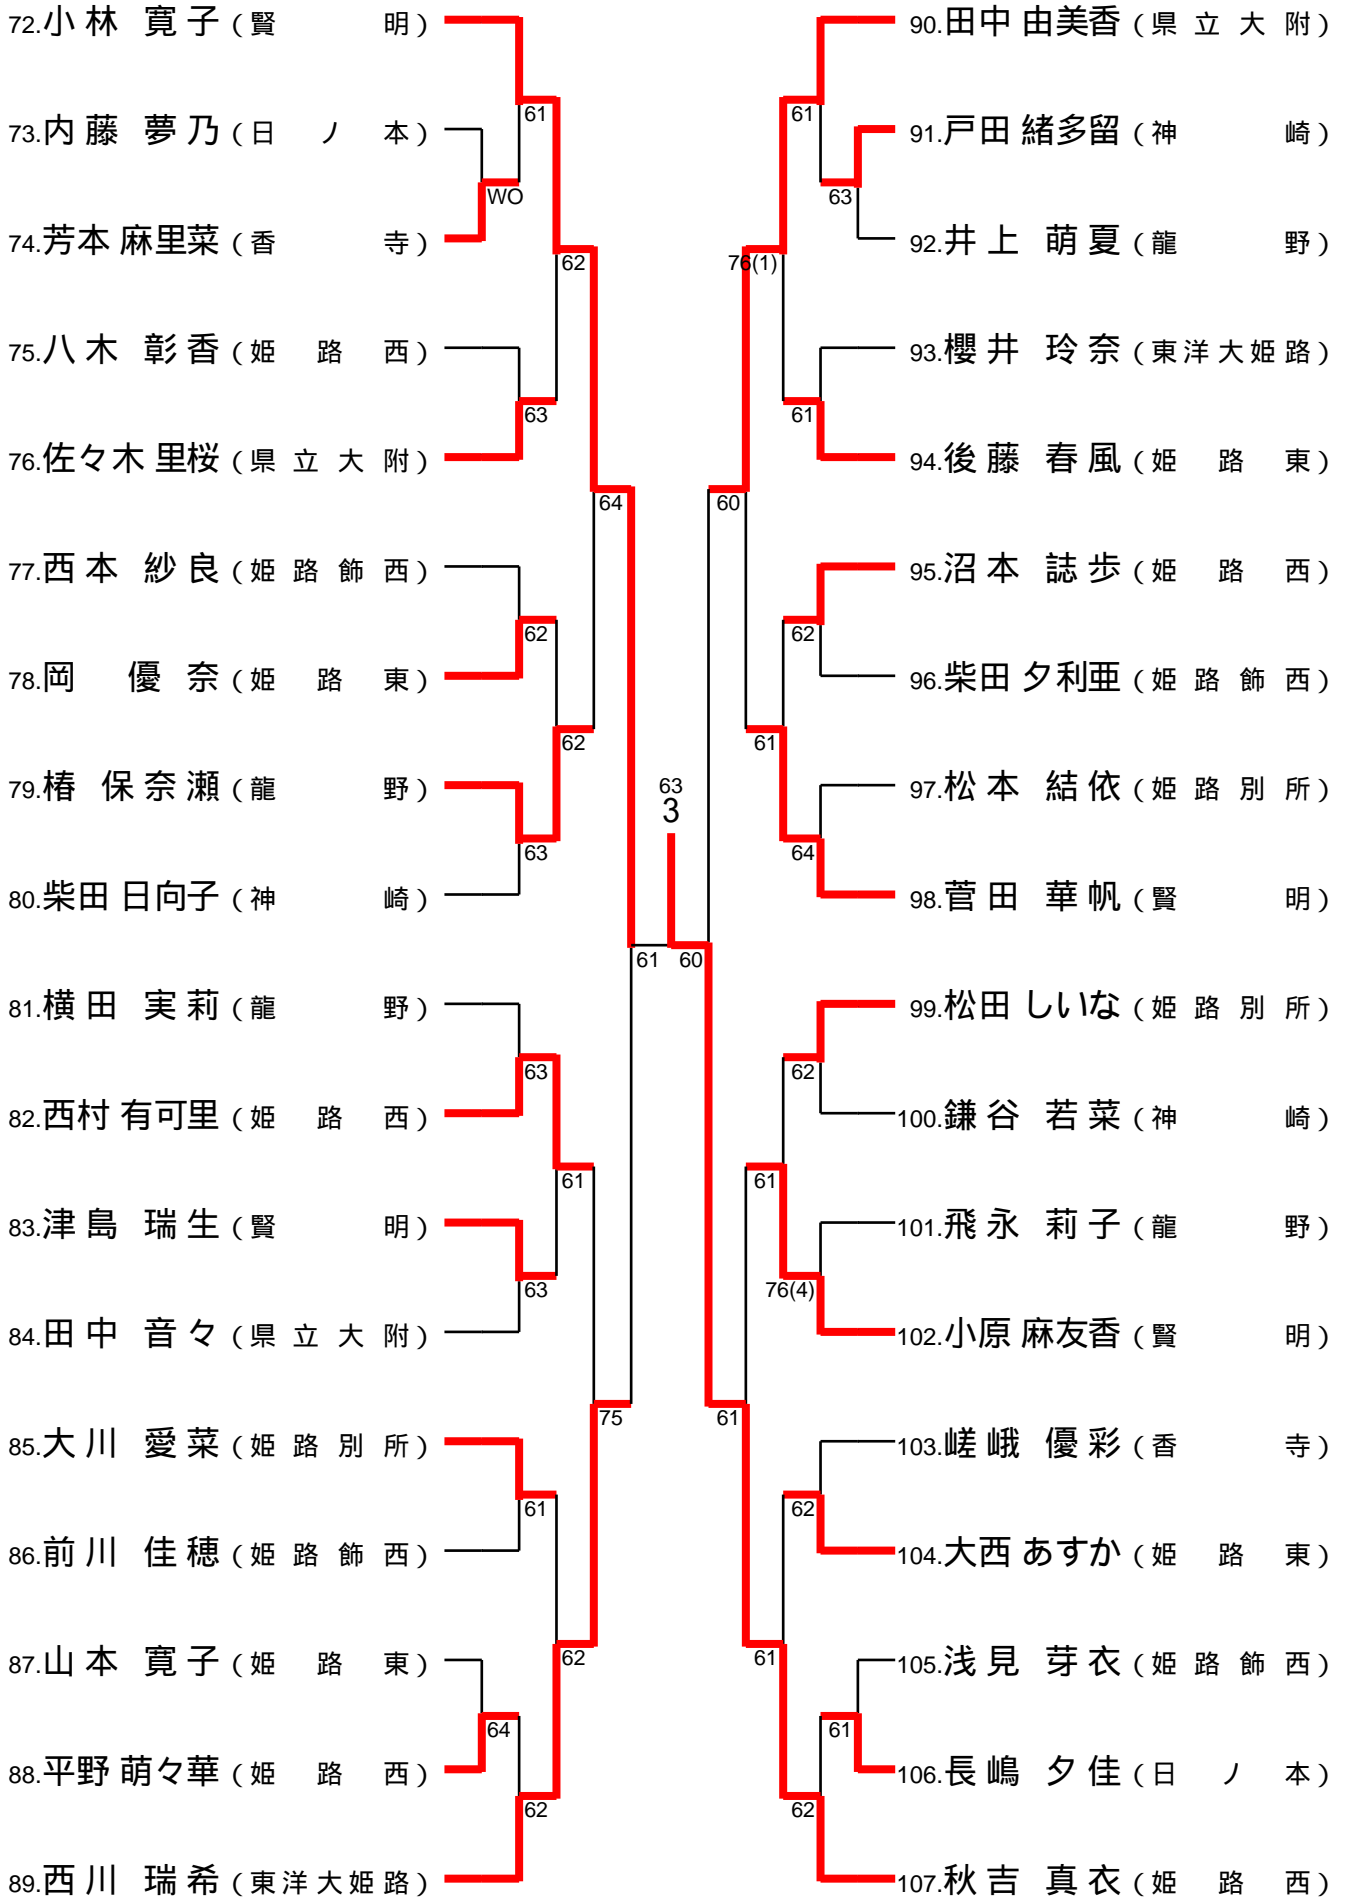 72.小林 寛子(賢 明)
61
73.内藤 夢乃(日 ノ 本)
WO
74.芳本 麻里菜(香 寺)
62
75.八木 彰香(姫 路 西)
63
76.佐々木 里桜(県 立 大 附)
64
77.西本 紗良(姫 路 飾 西)
62
78.岡 優奈(姫 路 東)
62
79.椿 保奈瀬(龍 野)
63
80.柴田 日向子(神 崎)
61
81.横田 実莉(龍 野)
63
82.西村 有可里(姫 路 西)
61
83.津島 瑞生(賢 明)
63
84.田中 音々(県 立 大 附)
75
85.大川 愛菜(姫 路 別 所)
61
86.前川 佳穂(姫 路 飾 西)
62
87.山本 寛子(姫 路 東)
64
88.平野 萌々華(姫 路 西)
62
89.西川 瑞希(東洋大姫路)
63
3
90.田中 由美香(県 立 大 附)
61
91.戸田 緒多留(神 崎)
63
92.井上 萌夏(龍 野)
76(1)
93.櫻井 玲奈(東洋大姫路)
61
94.後藤 春風(姫 路 東)
60
95.沼本 誌歩(姫 路 西)
62
96.柴田 夕利亜(姫 路 飾 西)
61
97.松本 結依(姫 路 別 所)
64
98.菅田 華帆(賢 明)
60
99.松田 しいな(姫 路 別 所)
62
100.鎌谷 若菜(神 崎)
61
101.飛永 莉子(龍 野)
76(4)
102.小原 麻友香(賢 明)
61
103.嵯峨 優彩(香 寺)
62
104.大西 あすか(姫 路 東)
61
105.浅見 芽衣(姫 路 飾 西)
61
106.長嶋 夕佳(日 ノ 本)
62
107.秋吉 真衣(姫 路 西)